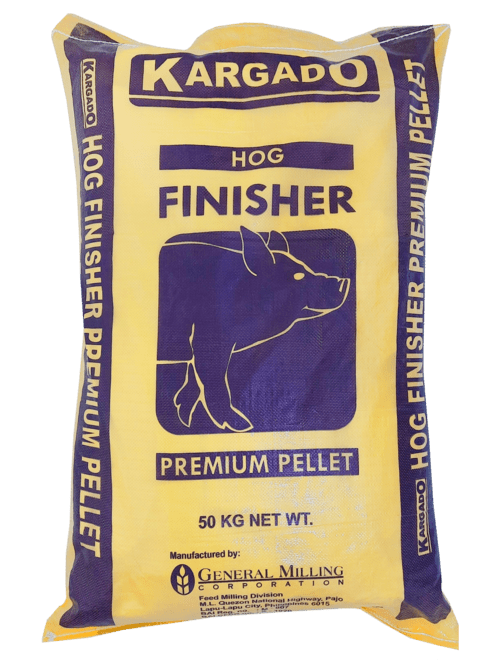 KARGADO
HOG
FINISHER
PREMIUM PELLET
50 KG NET WT.
Manufactured by:
GENERAL MILLING
CORPORATION
Feed Milling Division
M.L. Quezon National Highway, Pajo
Lapu-Lapu City, Philippines 6015
KARGADO HOG FINISHER PREMIUM PELLET
KARGADO HOG FINISHER PREMIUM PELLET